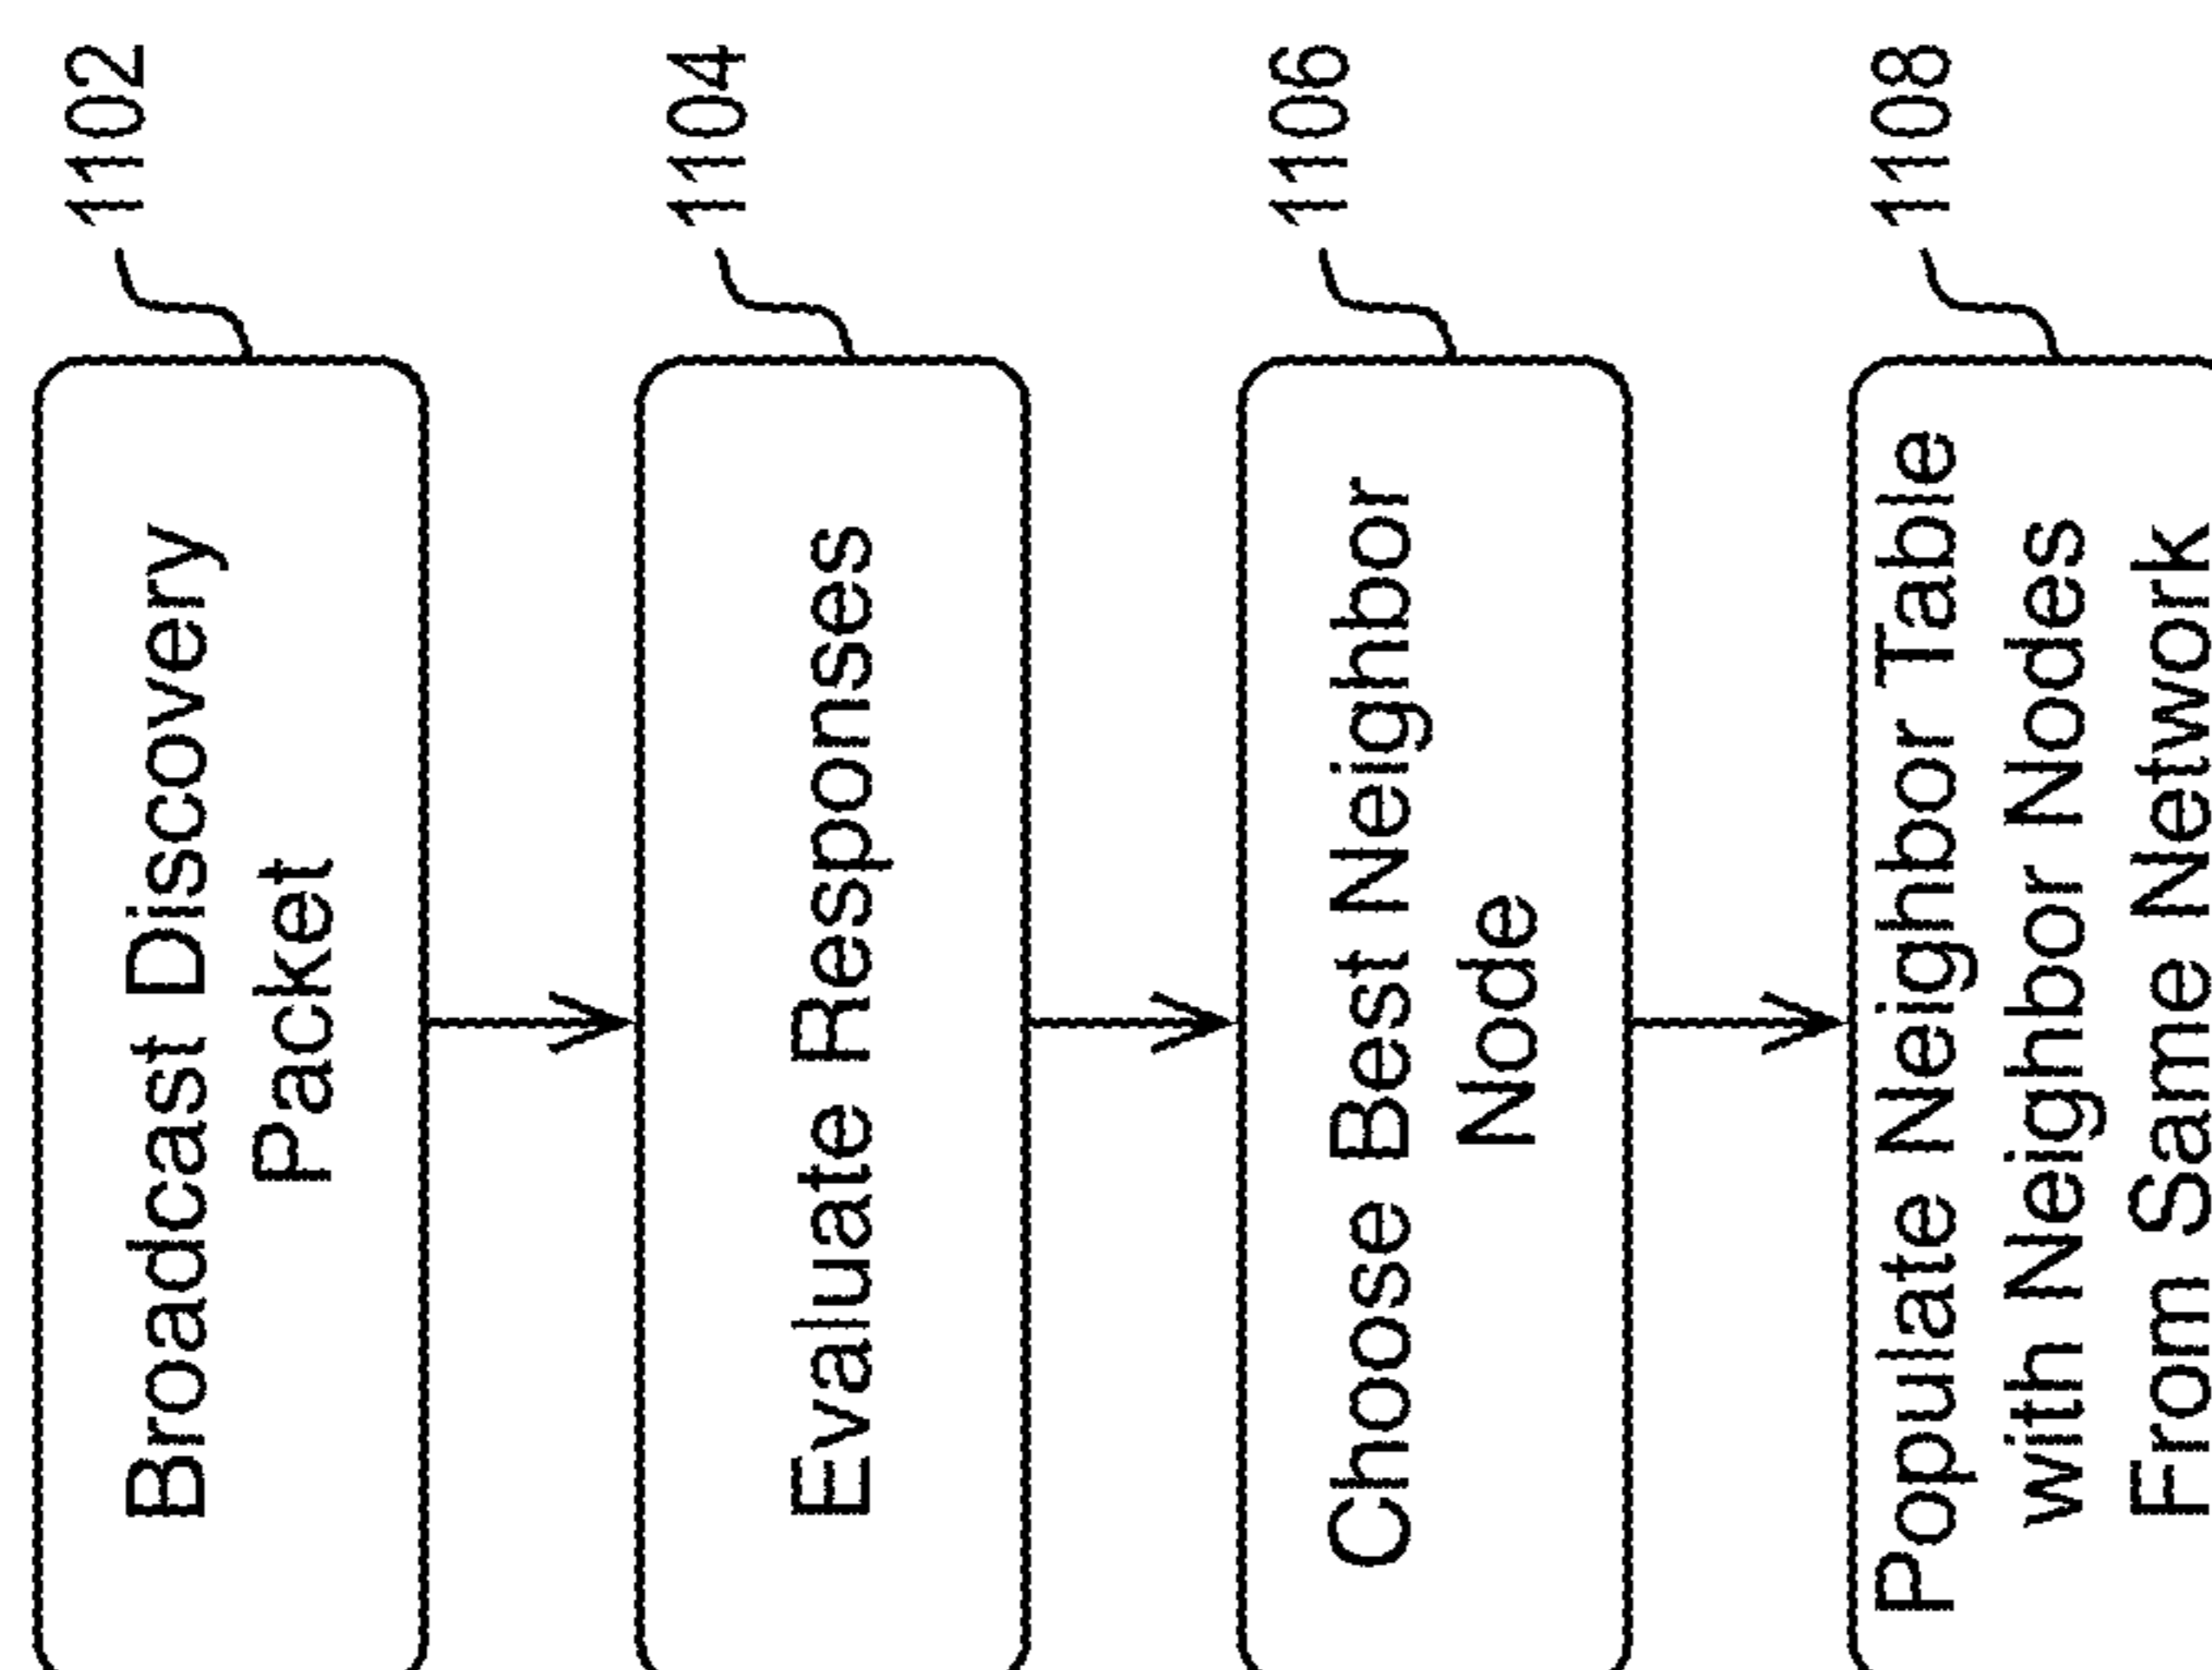 1102
Broadcast Discovery
Packet
1104
Evaluate Responses
1106
Choose Best Neighbor
Node
1108
Populate Neighbor Table
with Neighbor Nodes
From Same Network